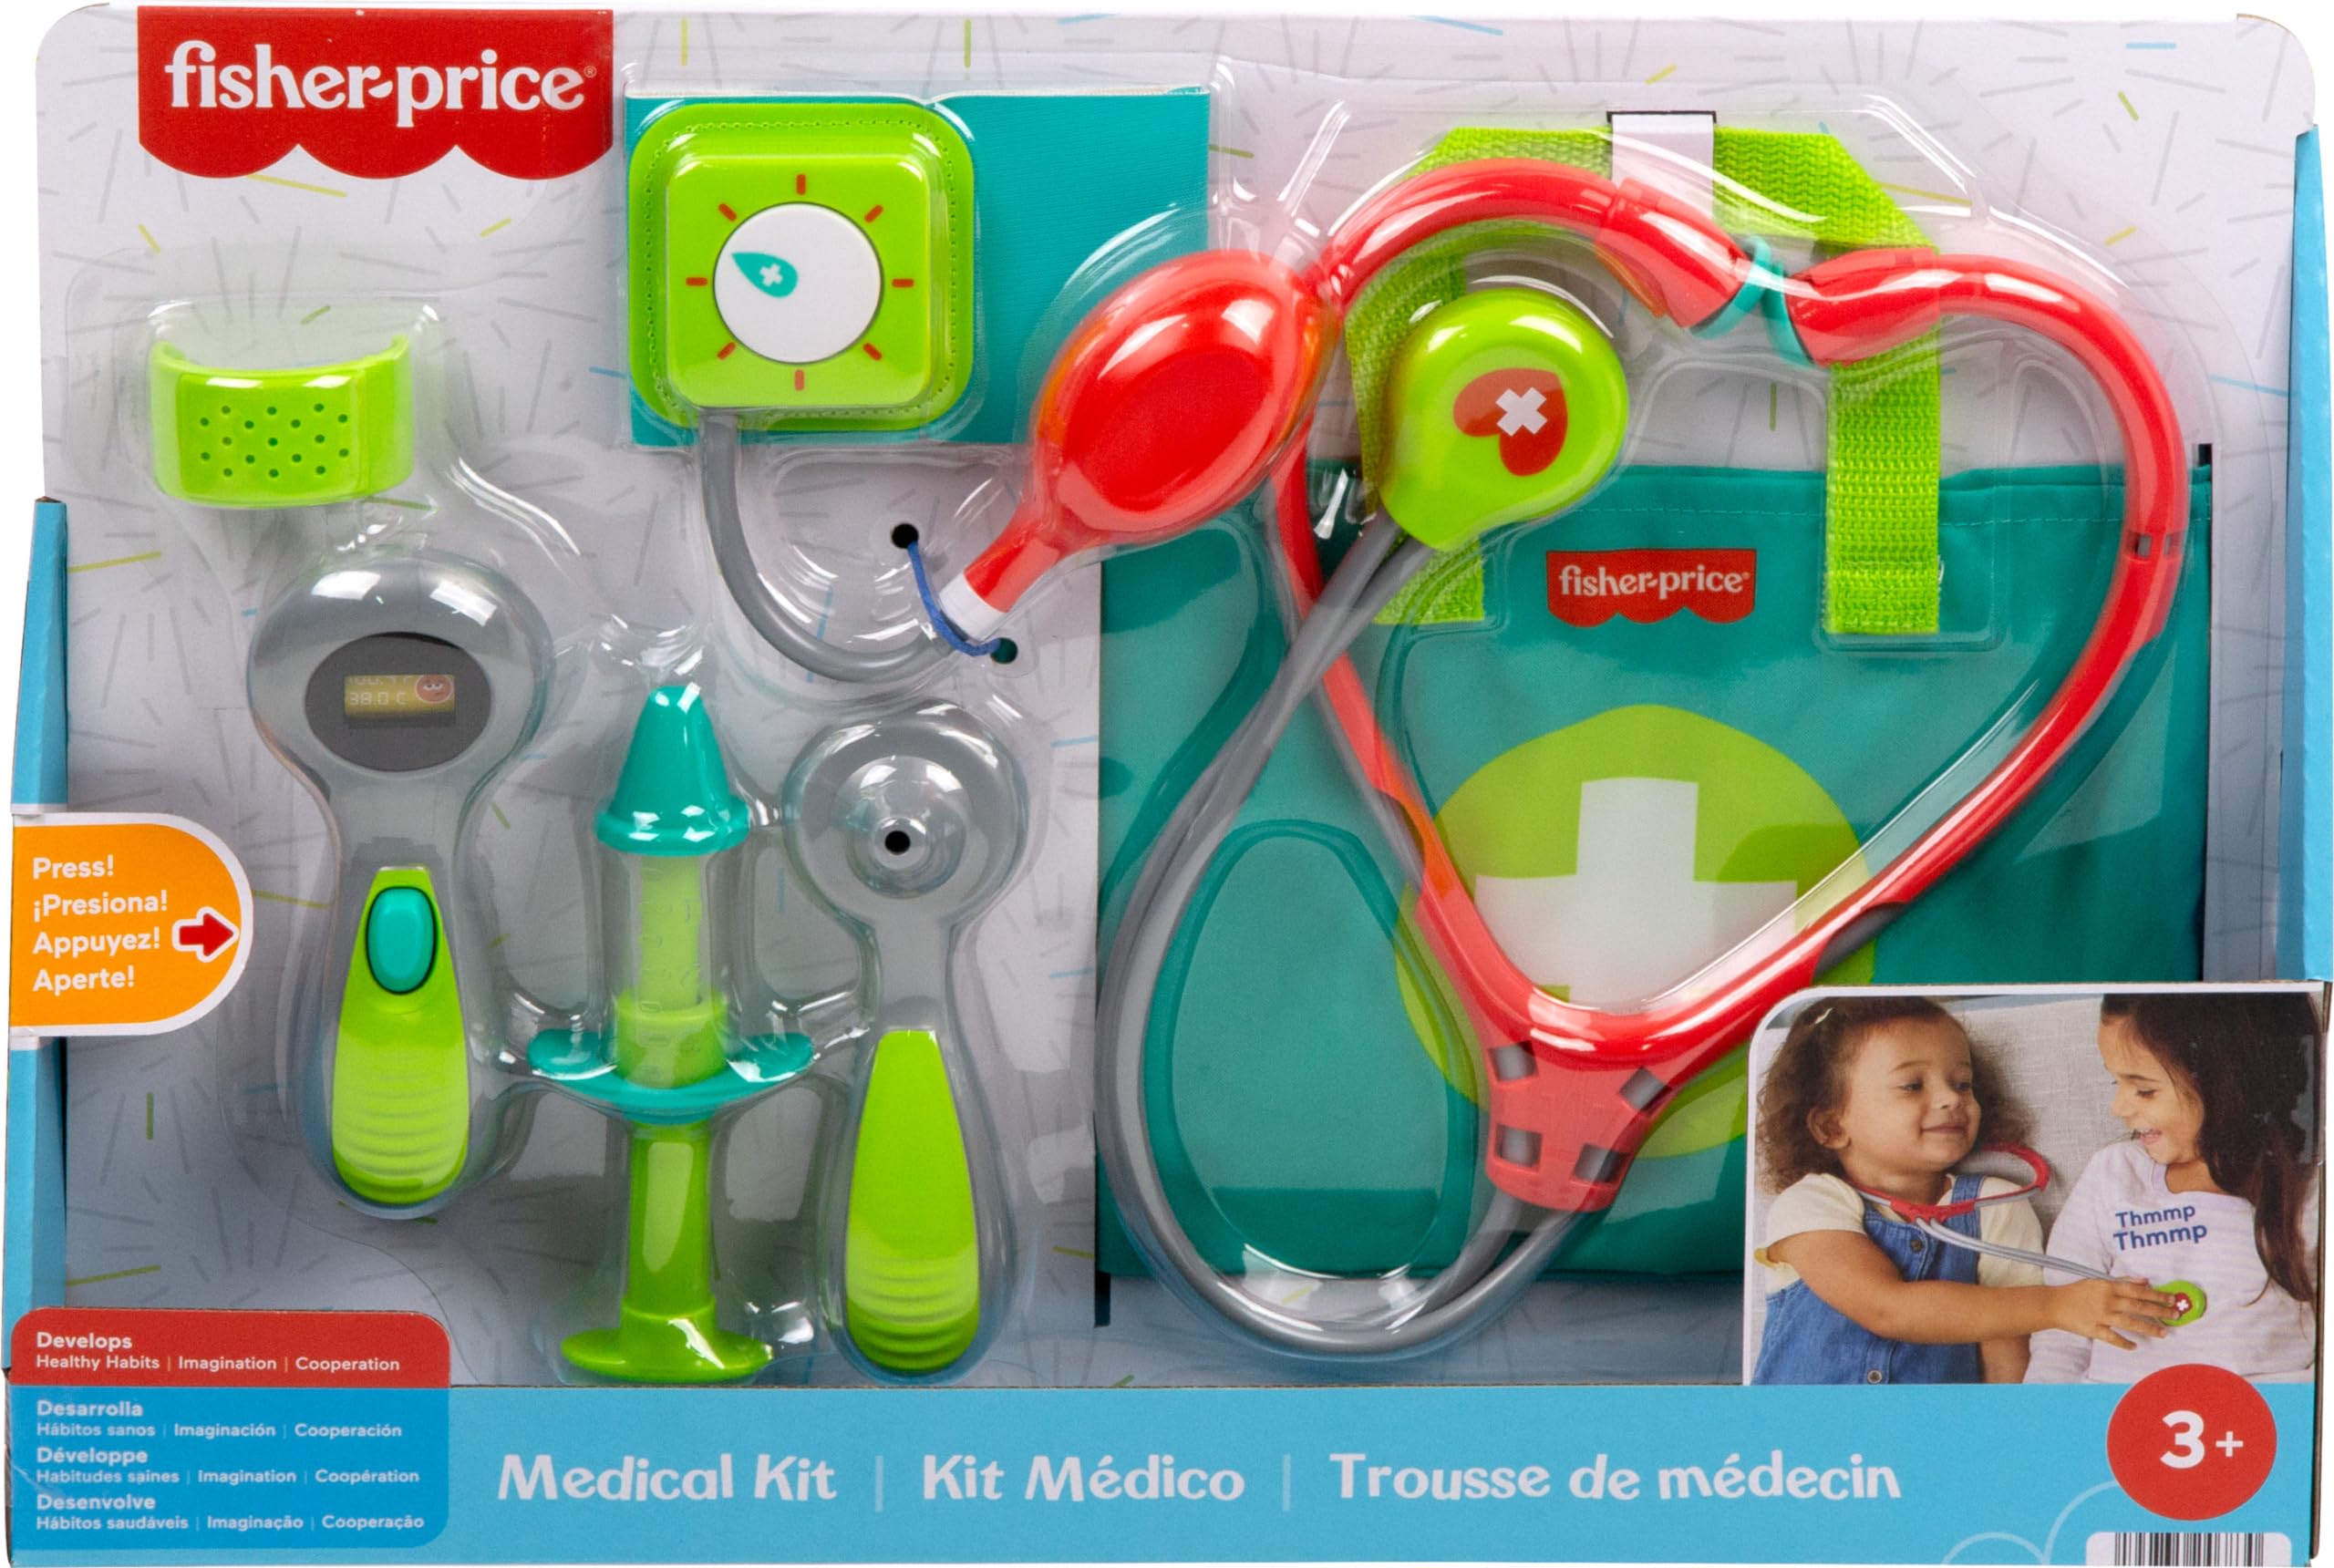 fisher-price®
fisher-price®
38.0 C
Press!
¡Presiona!
Appuyez!
Aperte!
Thmmp
Thmmp
Develops
Healthy Habits | Imagination | Cooperation
Desarrolla
Hábitos sanos | Imaginación | Cooperación
Développe
Habitudes saines | Imagination | Coopération
Desenvolve
Hábitos saudáveis | Imaginação | Cooperação
Medical Kit | Kit Médico | Trousse de médecin
3+